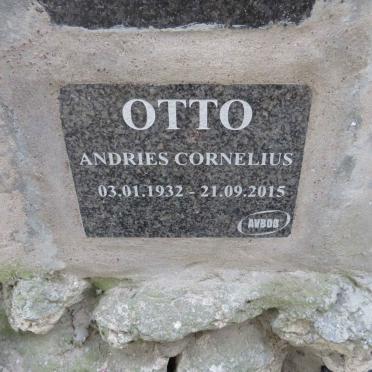 OTTO
ANDRIES CORNELIUS
03.01.1932 - 21.09.2015
AVBOB